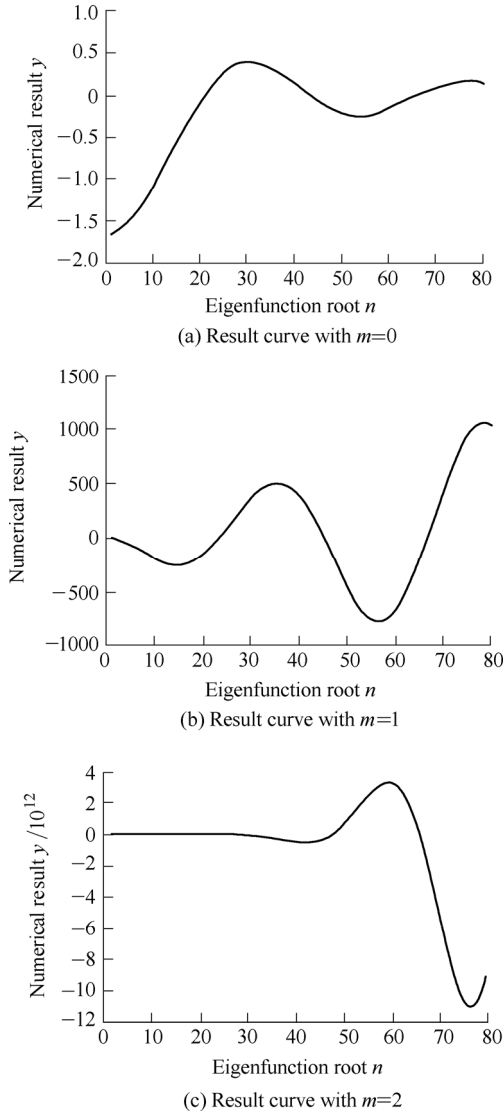 1.0
0.5
0
−0.5
−1.0
−1.5
−2.0
Numerical result y
0 10 20 30 40 50 60 70 80
Eigenfunction root n
(a) Result curve with m=0
1500
1000
500
0
−500
−1000
Numerical result y
0 10 20 30 40 50 60 70 80
Eigenfunction root n
(b) Result curve with m=1
4
2
0
−2
−4
−6
−8
−10
−12
Numerical result y /10¹²
0 10 20 30 40 50 60 70 80
Eigenfunction root n
(c) Result curve with m=2